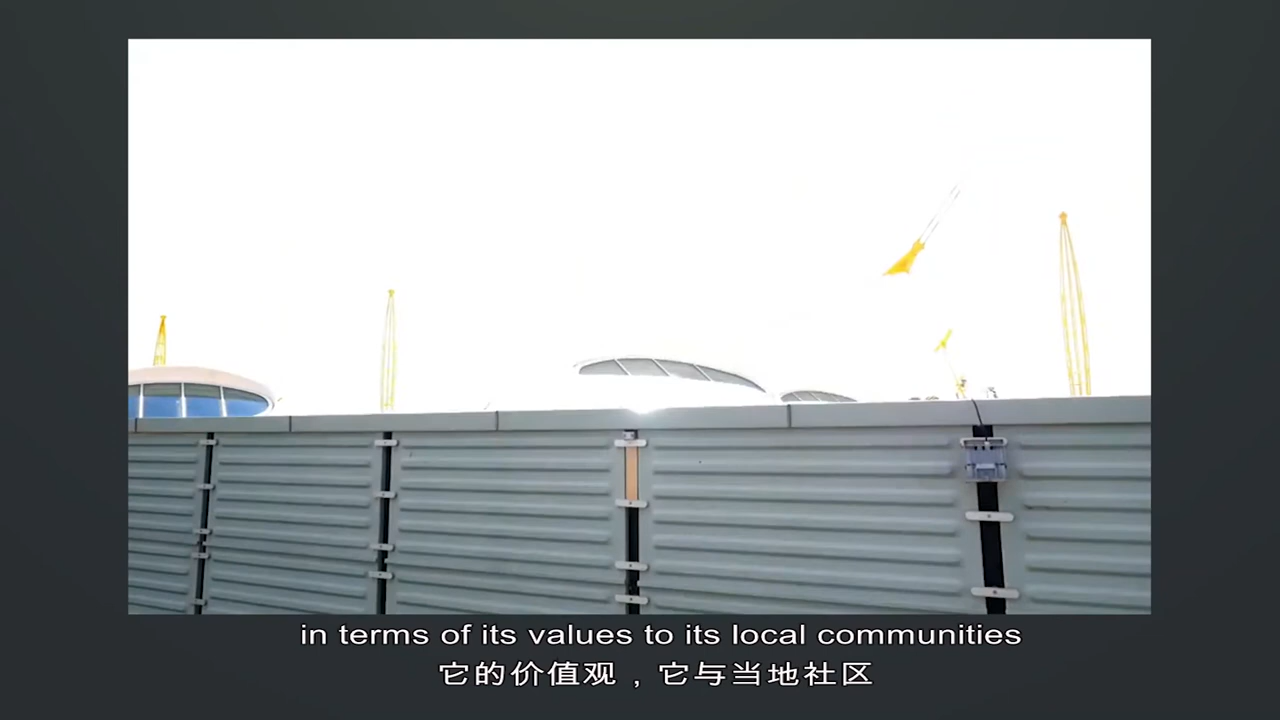 in terms of its values to its local communities
它的价值观，它与当地社区